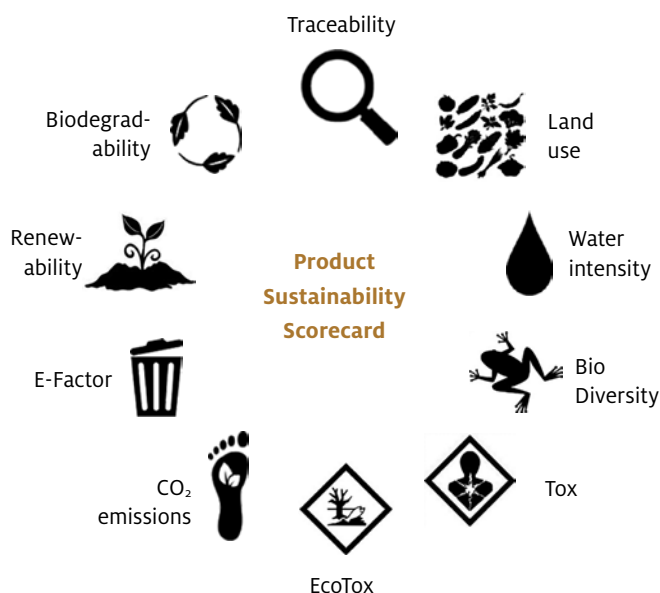 Traceability
Biodegrad-
ability
Land
use
Renew-
ability
Water
intensity
Product
Sustainability
Scorecard
E-Factor
Bio
Diversity
CO₂
emissions
Tox
EcoTox